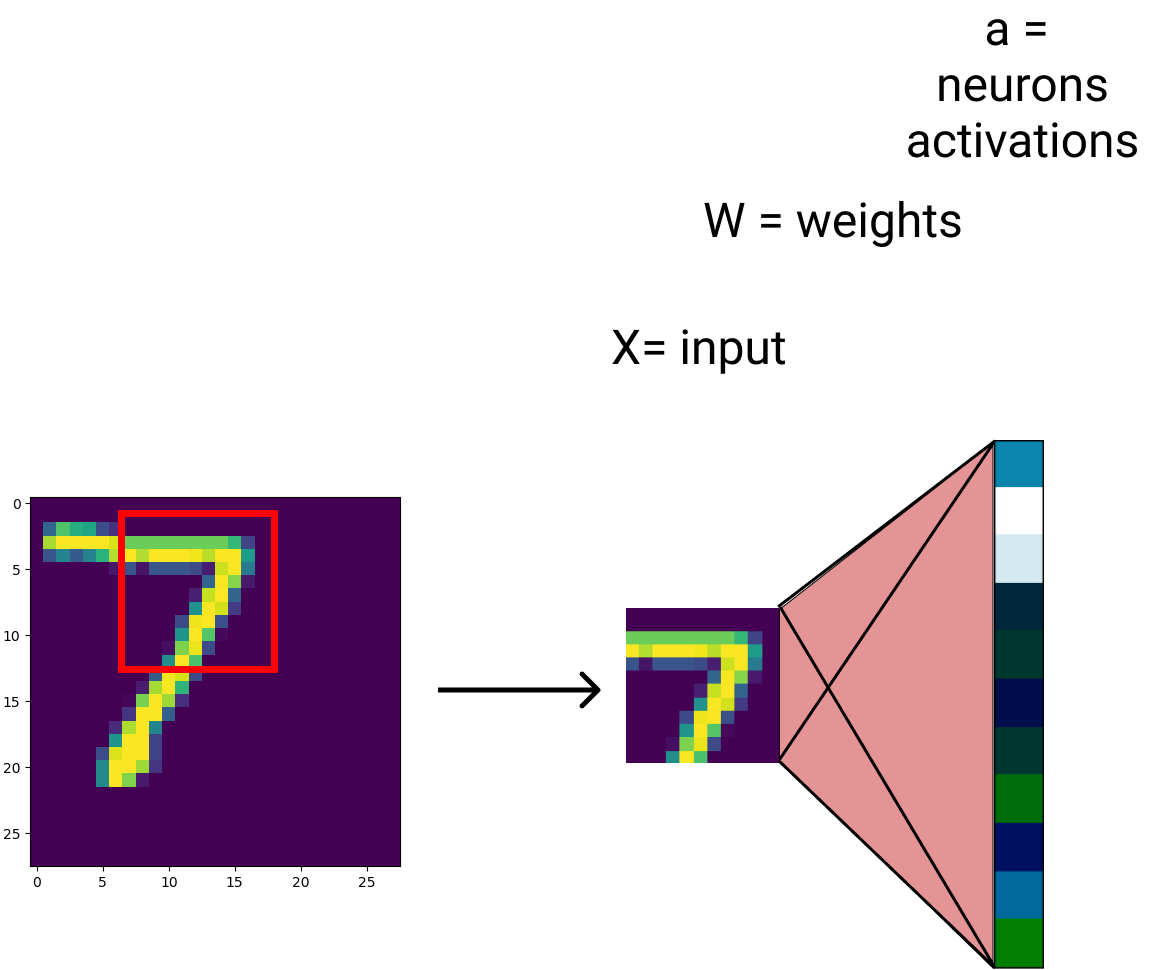 a =
neurons
activations
W = weights
X= input
0
5
10
15
20
25
0 5 10 15 20 25